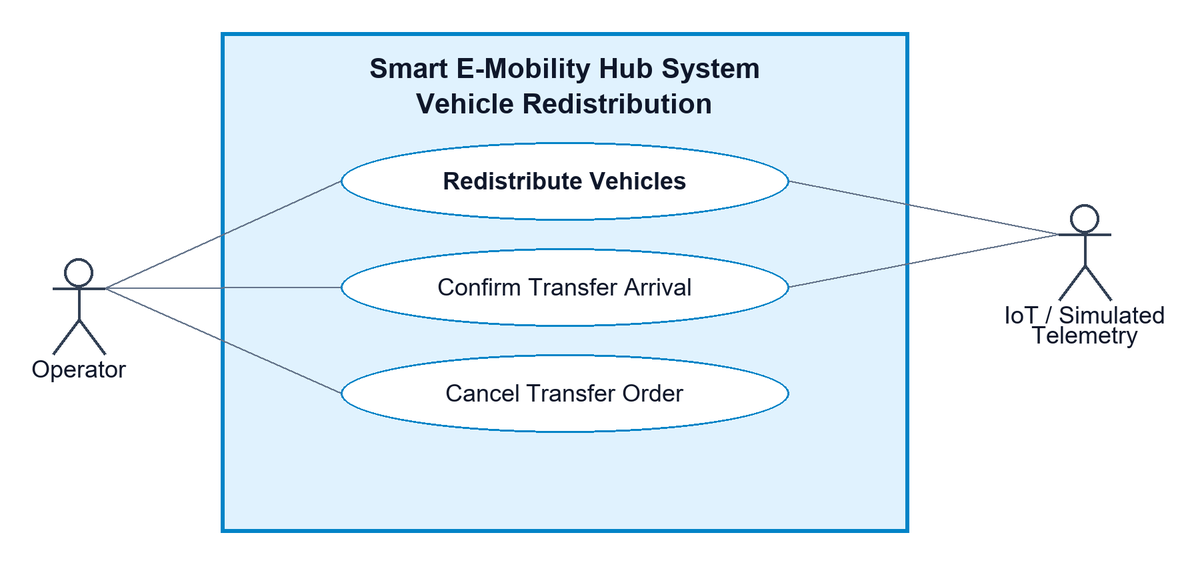 Smart E-Mobility Hub System
Vehicle Redistribution
Redistribute Vehicles
Confirm Transfer Arrival
Cancel Transfer Order
Operator
IoT / Simulated
Telemetry